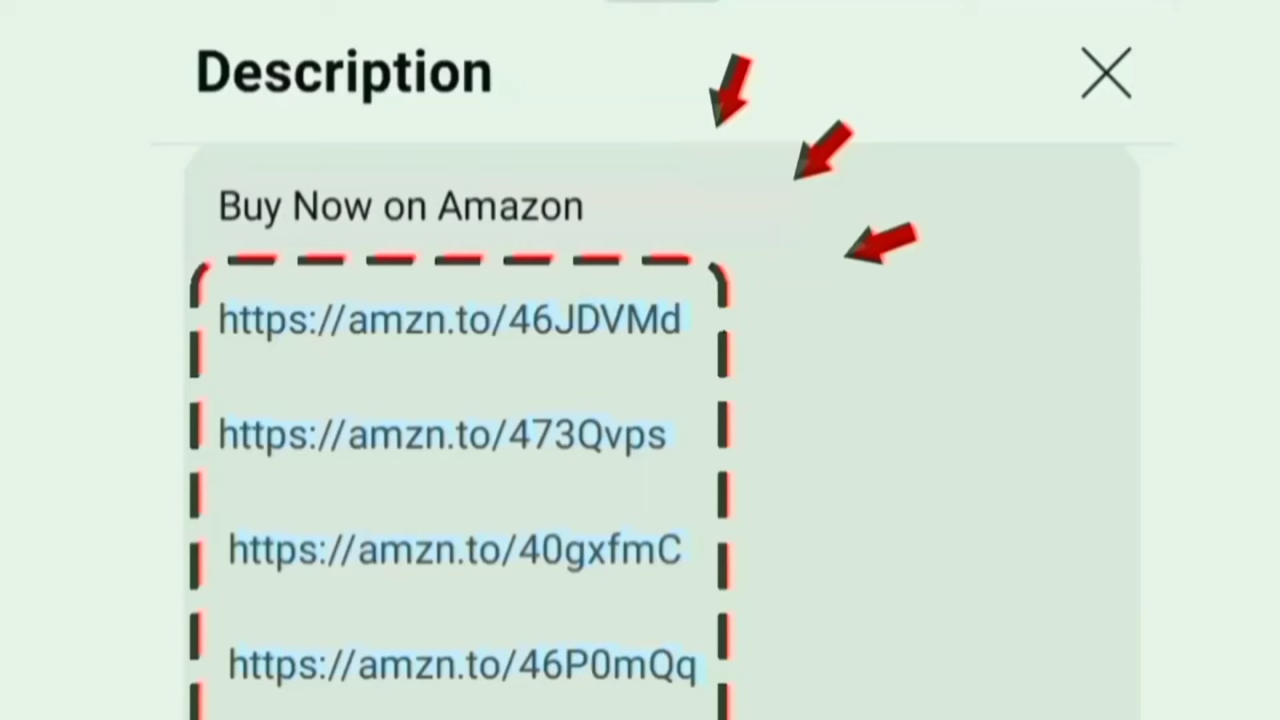 Description
Buy Now on Amazon
https://amzn.to/46JDVMd
https://amzn.to/473Qvps
https://amzn.to/40gxfmC
https://amzn.to/46P0mQq